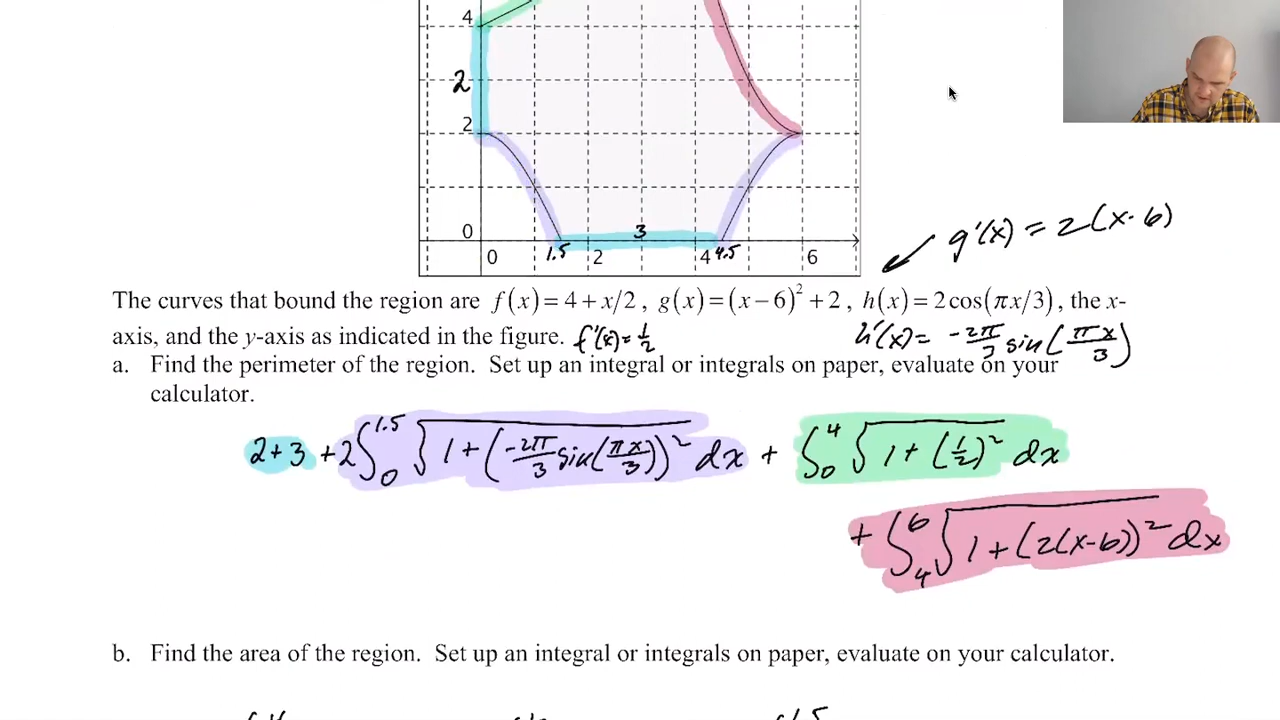 4
2
2
0
3
1.5
4.5
0
2
4
6
g'(x) = 2(x-6)
The curves that bound the region are f(x)=4+x/2, g(x)=(x−6)²+2, h(x)=2cos(πx/3), the x-
axis, and the y-axis as indicated in the figure. f'(x)=1/2 h'(x)= -2π/3 sin(πx/3)
a. Find the perimeter of the region. Set up an integral or integrals on paper, evaluate on your
calculator.
2+3 +2∫₀^1.5 √(1+(-2π/3 sin(πx/3))²) dx + ∫₀^4 √(1+(1/2)²) dx
+ ∫₄^6 √(1+(2(x-6))²) dx
b. Find the area of the region. Set up an integral or integrals on paper, evaluate on your calculator.